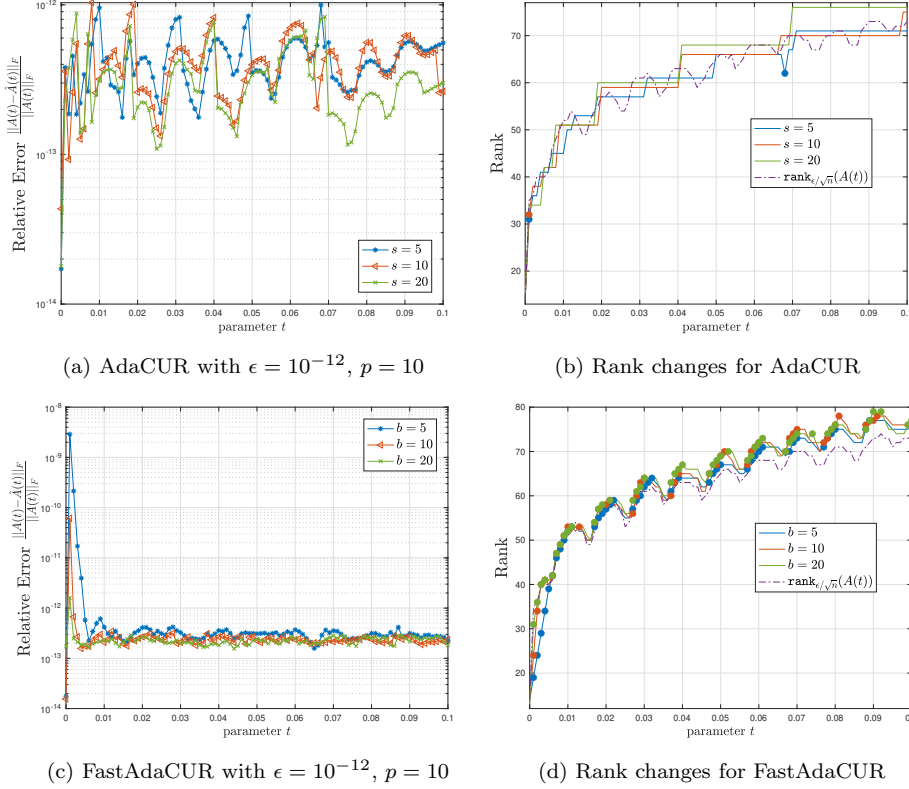 Relative Error ||A(t)−Â(t)||_F / ||A(t)||_F
10^-12
10^-13
10^-14
0 0.01 0.02 0.03 0.04 0.05 0.06 0.07 0.08 0.09 0.1
parameter t
s = 5
s = 10
s = 20
(a) AdaCUR with ϵ = 10^−12, p = 10
Rank
70
60
50
40
30
20
0 0.01 0.02 0.03 0.04 0.05 0.06 0.07 0.08 0.09 0.1
parameter t
s = 5
s = 10
s = 20
rank_ϵ/√n(A(t))
(b) Rank changes for AdaCUR
Relative Error ||A(t)−Â(t)||_F / ||A(t)||_F
10^-8
10^-9
10^-10
10^-11
10^-12
10^-13
10^-14
0 0.01 0.02 0.03 0.04 0.05 0.06 0.07 0.08 0.09 0.1
parameter t
b = 5
b = 10
b = 20
(c) FastAdaCUR with ϵ = 10^−12, p = 10
Rank
80
70
60
50
40
30
20
0 0.01 0.02 0.03 0.04 0.05 0.06 0.07 0.08 0.09 0.1
parameter t
b = 5
b = 10
b = 20
rank_ϵ/√n(A(t))
(d) Rank changes for FastAdaCUR